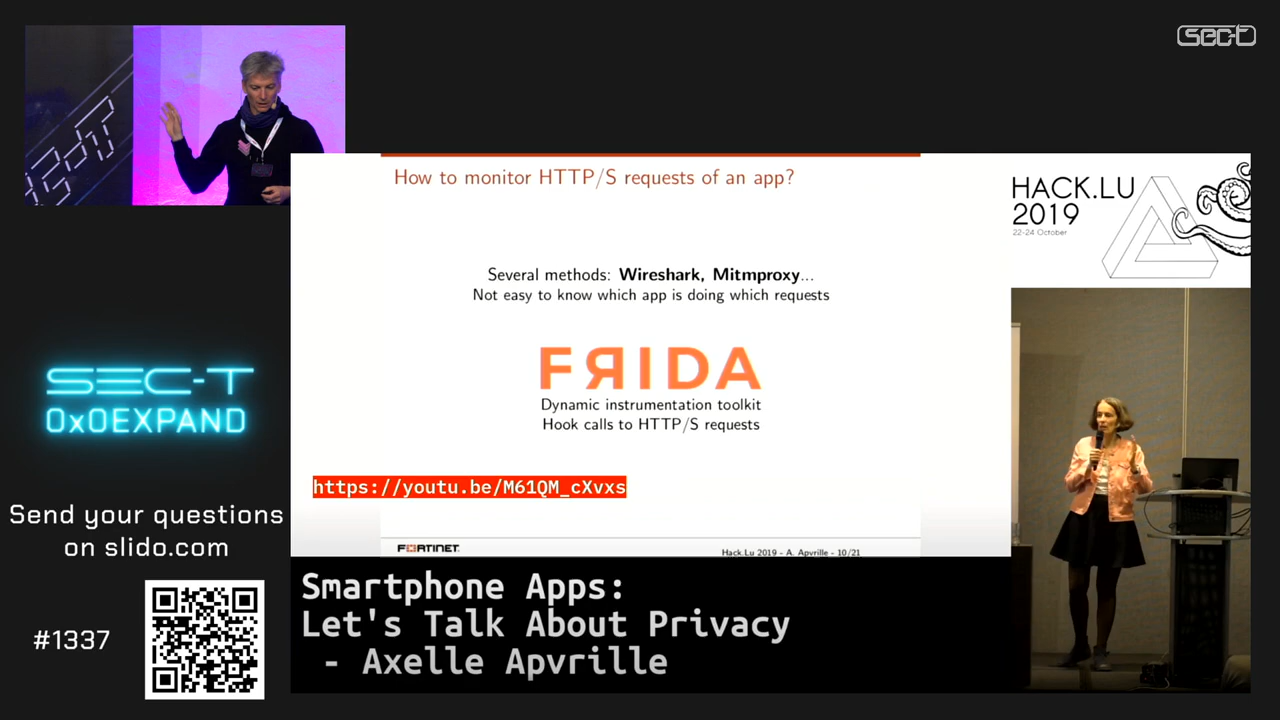 SEC-T
How to monitor HTTP/S requests of an app?
HACK.LU
2019
22-24 October
Several methods: Wireshark, Mitmproxy...
Not easy to know which app is doing which requests
FRIDA
Dynamic instrumentation toolkit
Hook calls to HTTP/S requests
SEC-T
0x0EXPAND
https://youtu.be/M61QM_cXvxs
Send your questions
on slido.com
FORTINET
Hack.Lu 2019 - A. Apvrille - 10/21
#1337
Smartphone Apps:
Let's Talk About Privacy
- Axelle Apvrille